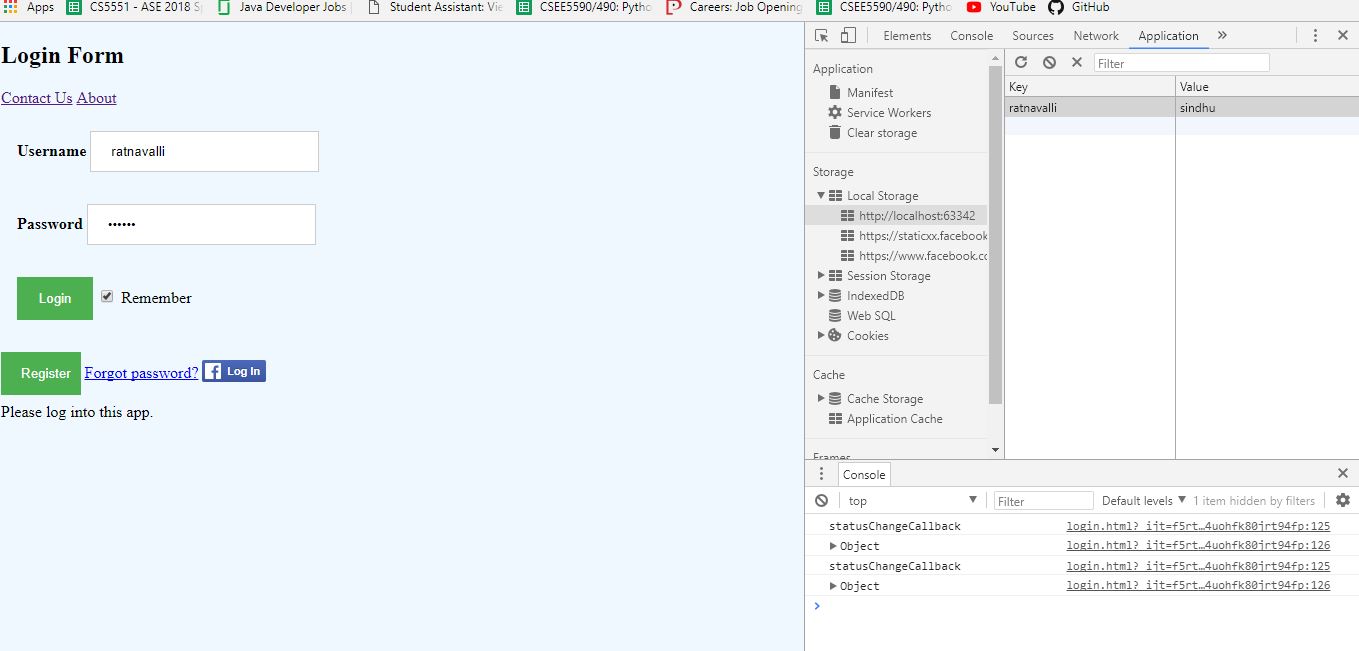 Apps CS5551 - ASE 2018 Java Developer Jobs Student Assistant: Vie CSEE5590/490: Pytho Careers: Job Opening CSEE5590/490: Pytho YouTube GitHub
Login Form
Contact Us About
Username ratnavalli
Password ••••••
Login Remember
Register Forgot password? Log In
Please log into this app.
Elements Console Sources Network Application »
Application
Manifest
Service Workers
Clear storage
Storage
Local Storage
http://localhost:63342
https://staticxx.facebook
https://www.facebook.co
Session Storage
IndexedDB
Web SQL
Cookies
Cache
Cache Storage
Application Cache
Frames
Filter
Key Value
ratnavalli sindhu
Console
top Filter Default levels 1 item hidden by filters
statusChangeCallback login.html?_ijt=f5rt…4uohfk80jrt94fp:125
Object login.html?_ijt=f5rt…4uohfk80jrt94fp:126
statusChangeCallback login.html?_ijt=f5rt…4uohfk80jrt94fp:125
Object login.html?_ijt=f5rt…4uohfk80jrt94fp:126